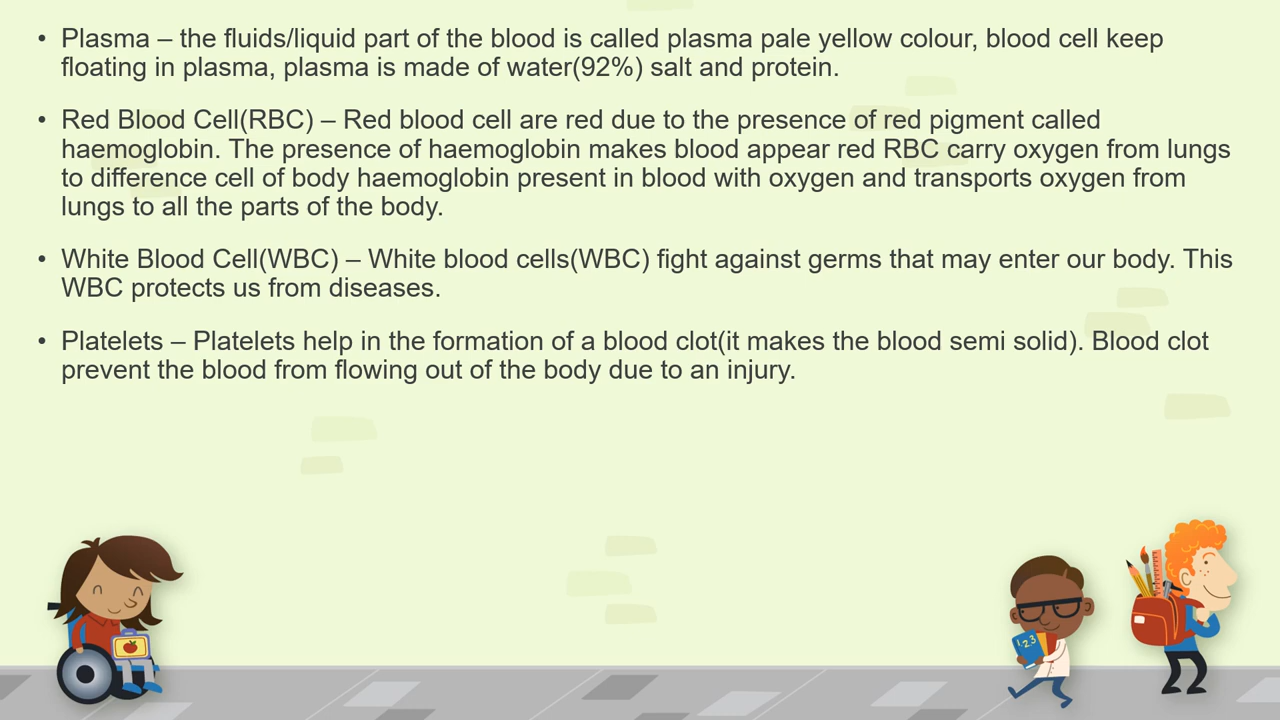 • Plasma – the fluids/liquid part of the blood is called plasma pale yellow colour, blood cell keep
floating in plasma, plasma is made of water(92%) salt and protein.
• Red Blood Cell(RBC) – Red blood cell are red due to the presence of red pigment called
haemoglobin. The presence of haemoglobin makes blood appear red RBC carry oxygen from lungs
to difference cell of body haemoglobin present in blood with oxygen and transports oxygen from
lungs to all the parts of the body.
• White Blood Cell(WBC) – White blood cells(WBC) fight against germs that may enter our body. This
WBC protects us from diseases.
• Platelets – Platelets help in the formation of a blood clot(it makes the blood semi solid). Blood clot
prevent the blood from flowing out of the body due to an injury.
123